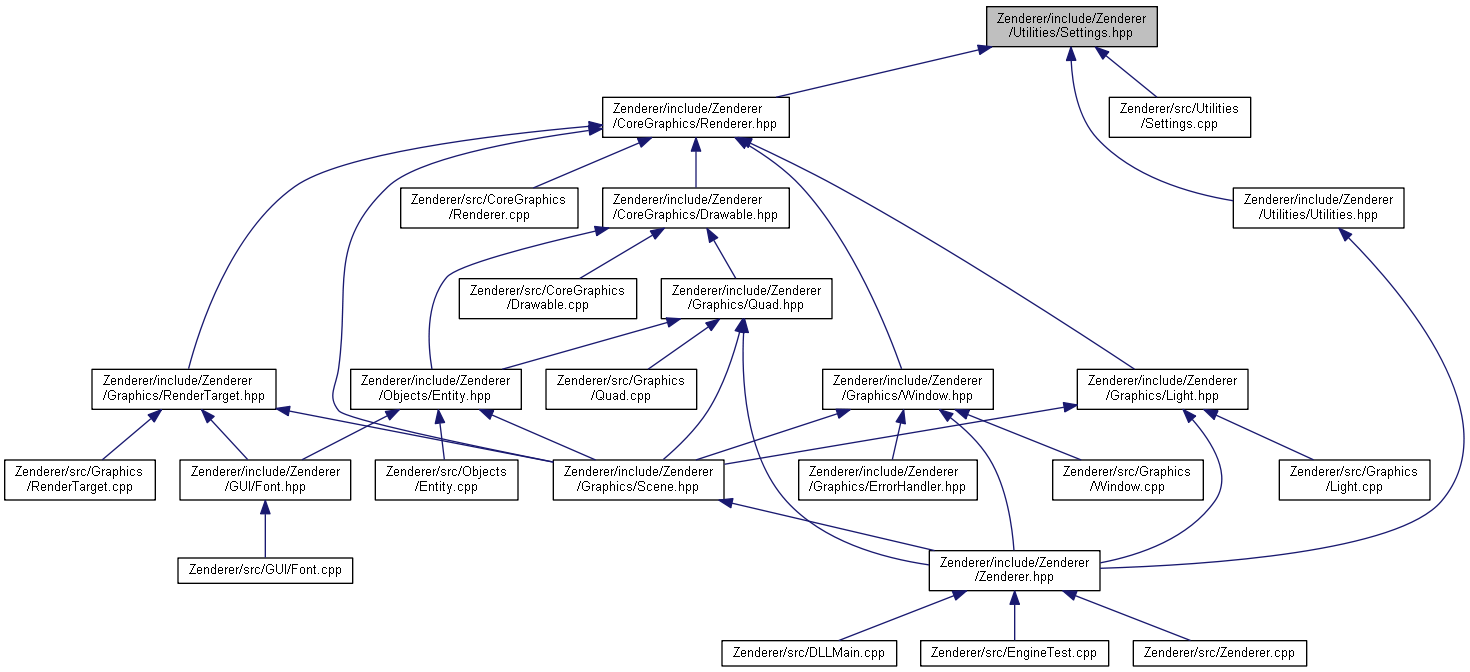 Zenderer/include/Zenderer
/Utilities/Settings.hpp
Zenderer/include/Zenderer
/CoreGraphics/Renderer.hpp
Zenderer/src/Utilities
/Settings.cpp
Zenderer/src/CoreGraphics
/Renderer.cpp
Zenderer/include/Zenderer
/CoreGraphics/Drawable.hpp
Zenderer/include/Zenderer
/Utilities/Utilities.hpp
Zenderer/src/CoreGraphics
/Drawable.cpp
Zenderer/include/Zenderer
/Graphics/Quad.hpp
Zenderer/include/Zenderer
/Graphics/RenderTarget.hpp
Zenderer/include/Zenderer
/Objects/Entity.hpp
Zenderer/src/Graphics
/Quad.cpp
Zenderer/include/Zenderer
/Graphics/Window.hpp
Zenderer/include/Zenderer
/Graphics/Light.hpp
Zenderer/src/Graphics
/RenderTarget.cpp
Zenderer/include/Zenderer
/GUI/Font.hpp
Zenderer/src/Objects
/Entity.cpp
Zenderer/include/Zenderer
/Graphics/Scene.hpp
Zenderer/include/Zenderer
/Graphics/ErrorHandler.hpp
Zenderer/src/Graphics
/Window.cpp
Zenderer/src/Graphics
/Light.cpp
Zenderer/src/GUI/Font.cpp
Zenderer/include/Zenderer
/Zenderer.hpp
Zenderer/src/DLLMain.cpp
Zenderer/src/EngineTest.cpp
Zenderer/src/Zenderer.cpp